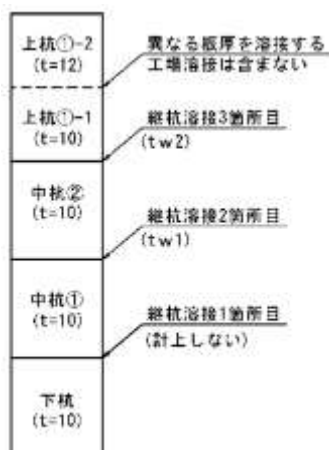 上杭①-2
(t=12)
異なる板厚を溶接する
工場溶接は含まない
上杭①-1
(t=10)
継杭溶接3箇所目
(tw2)
中杭②
(t=10)
継杭溶接2箇所目
(tw1)
中杭①
(t=10)
継杭溶接1箇所目
(計上しない)
下杭
(t=10)